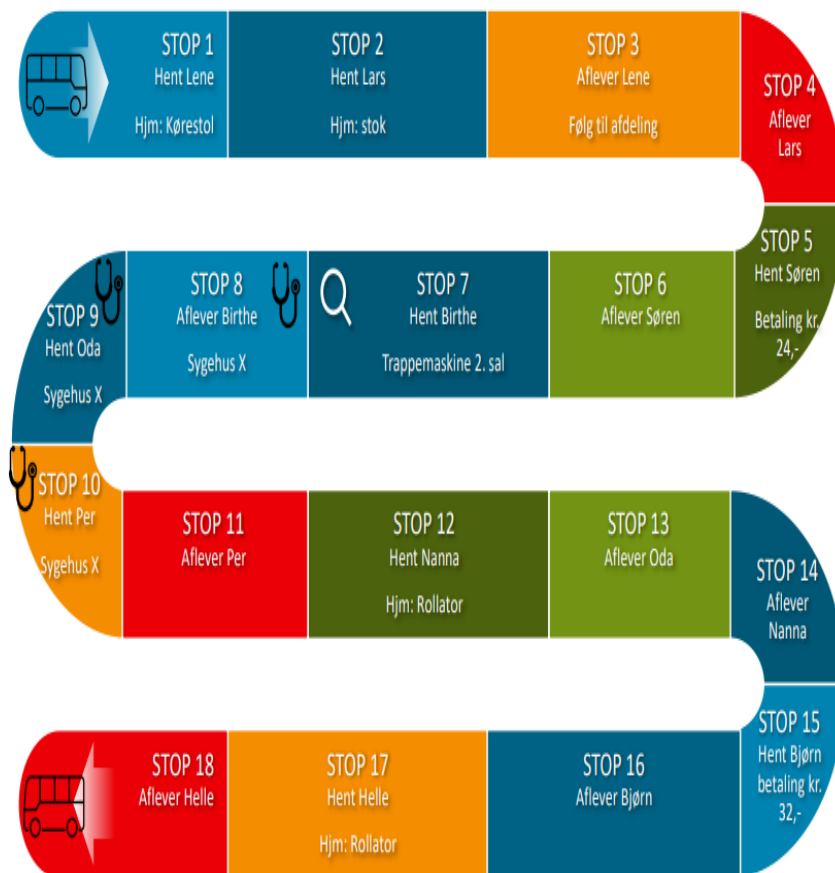 STOP 1
Hent Lene
Hjm: Kørestol
STOP 2
Hent Lars
Hjm: stok
STOP 3
Aflever Lene
Følg til afdeling
STOP 4
Aflever
Lars
STOP 5
Hent Søren
Betaling kr.
24,-
STOP 6
Aflever Søren
STOP 7
Hent Birthe
Trappemaskine 2. sal
STOP 8
Aflever Birthe
Sygehus X
STOP 9
Hent Oda
Sygehus X
STOP 10
Hent Per
Sygehus X
STOP 11
Aflever Per
STOP 12
Hent Nanna
Hjm: Rollator
STOP 13
Aflever Oda
STOP 14
Aflever
Nanna
STOP 15
Hent Bjørn
betaling kr.
32,-
STOP 16
Aflever Bjørn
STOP 17
Hent Helle
Hjm: Rollator
STOP 18
Aflever Helle